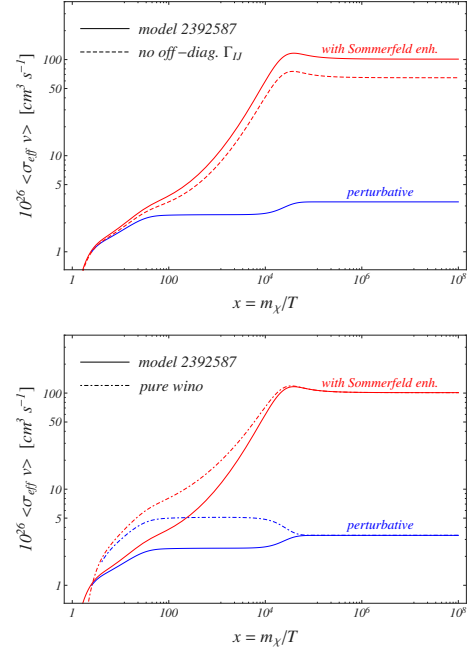 model 2392587
no off-diag. Γ_IJ
with Sommerfeld enh.
perturbative
10^26 <σ_eff v> [cm^3 s^-1]
100
50
10
5
1
1
100
10^4
10^6
10^8
x = m_χ/T
model 2392587
pure wino
with Sommerfeld enh.
perturbative
10^26 <σ_eff v> [cm^3 s^-1]
100
50
10
5
1
1
100
10^4
10^6
10^8
x = m_χ/T